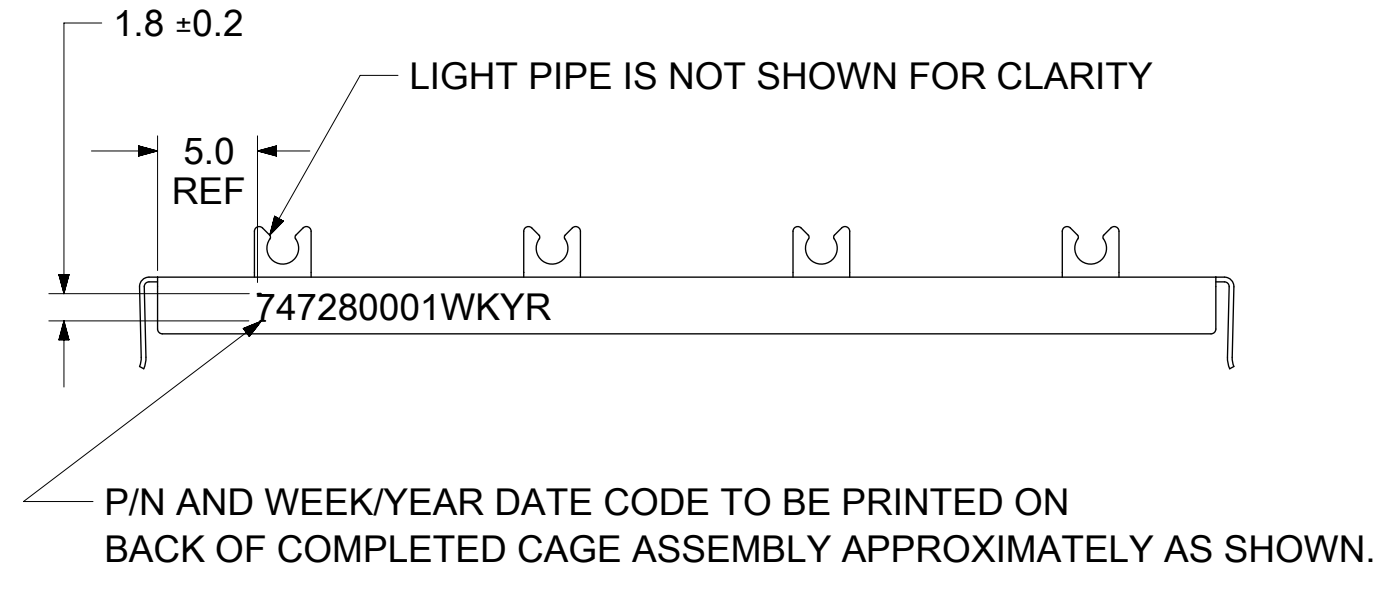 1.8 ±0.2
LIGHT PIPE IS NOT SHOWN FOR CLARITY
5.0
REF
747280001WKYR
P/N AND WEEK/YEAR DATE CODE TO BE PRINTED ON
BACK OF COMPLETED CAGE ASSEMBLY APPROXIMATELY AS SHOWN.